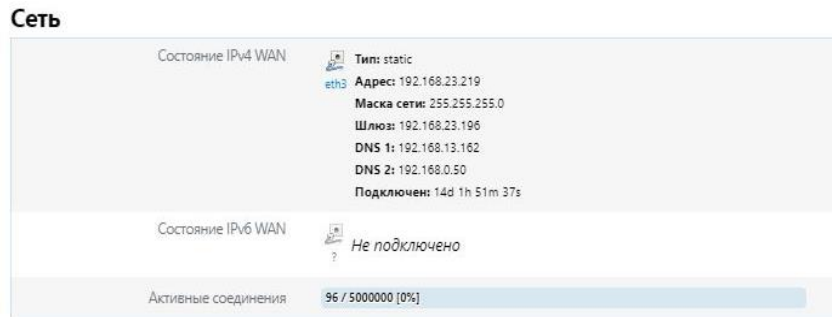 Сеть
Состояние IPv4 WAN
Тип: static
eth3
Адрес: 192.168.23.219
Маска сети: 255.255.255.0
Шлюз: 192.168.23.196
DNS 1: 192.168.13.162
DNS 2: 192.168.0.50
Подключен: 14d 1h 51m 37s
Состояние IPv6 WAN
?
Не подключено
Активные соединения
96 / 5000000 [0%]